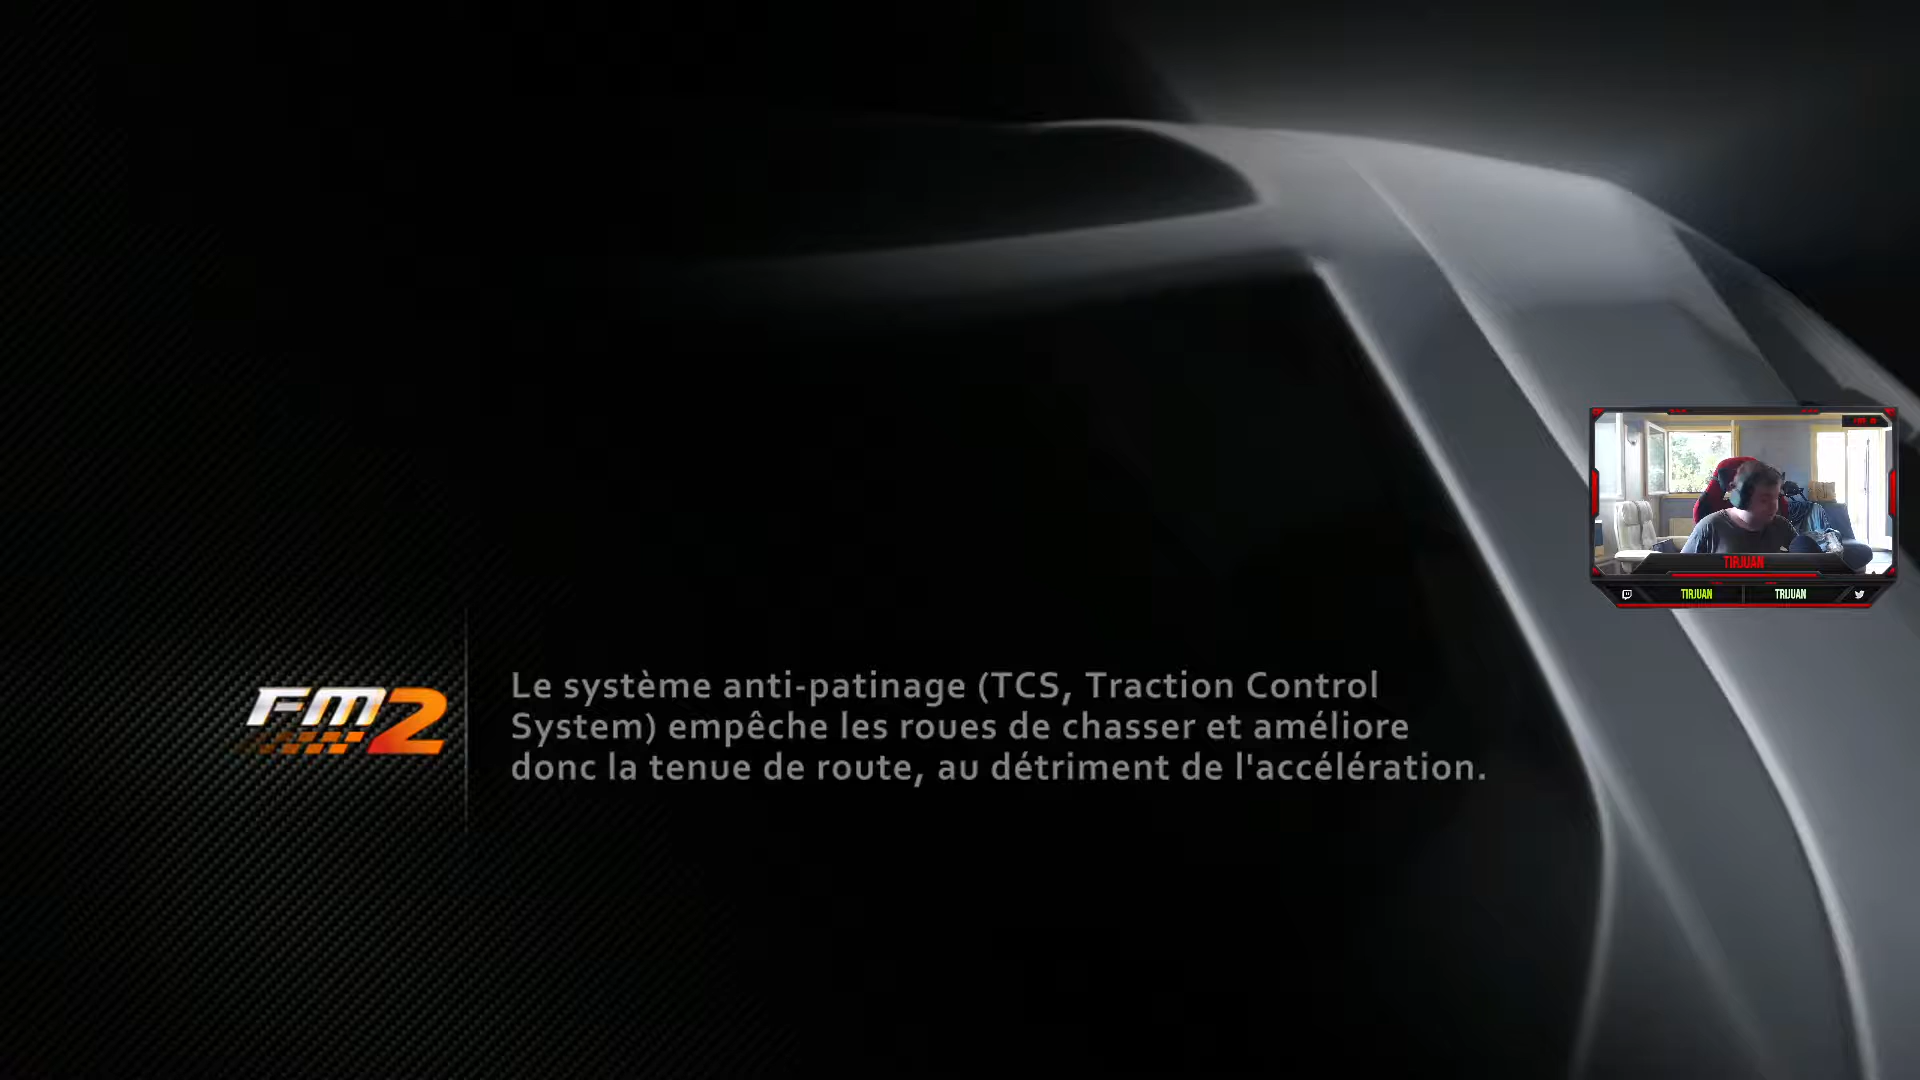 FM2
Le système anti-patinage (TCS, Traction Control
System) empêche les roues de chasser et améliore
donc la tenue de route, au détriment de l'accélération.
TIRJUAN
TIRJUAN TIRJUAN